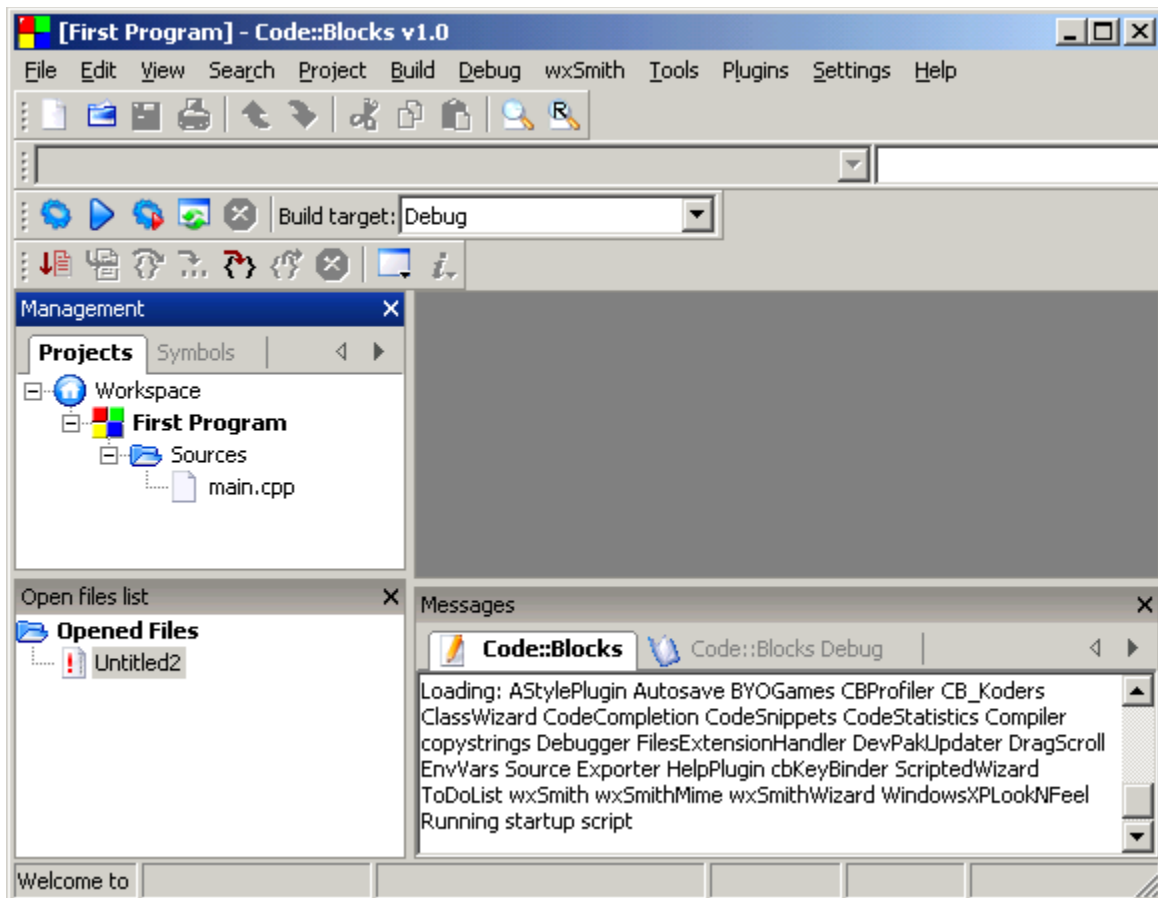 [First Program] - Code::Blocks v1.0
File Edit View Search Project Build Debug wxSmith Tools Plugins Settings Help
R
Build target: Debug
Management
Projects Symbols
Workspace
First Program
Sources
main.cpp
Open files list
Opened Files
Untitled2
Messages
Code::Blocks Code::Blocks Debug
Loading: AStylePlugin Autosave BYOGames CBProfiler CB_Koders
ClassWizard CodeCompletion CodeSnippets CodeStatistics Compiler
copystrings Debugger FilesExtensionHandler DevPakUpdater DragScroll
EnvVars Source Exporter HelpPlugin cbKeyBinder ScriptedWizard
ToDoList wxSmith wxSmithMime wxSmithWizard WindowsXPLookNFeel
Running startup script
Welcome to